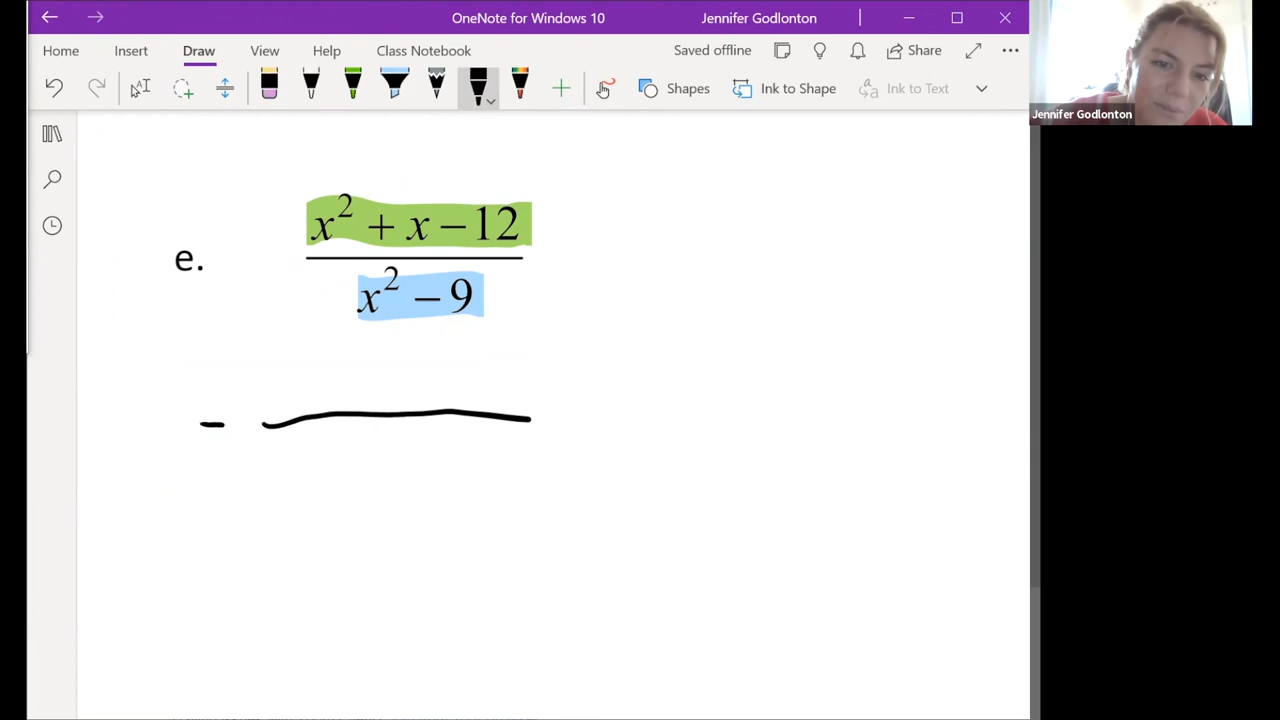 OneNote for Windows 10
Jennifer Godlonton
Home Insert Draw View Help Class Notebook
Saved offline
Share
Shapes
Ink to Shape
Ink to Text
Jennifer Godlonton
e.
x² + x − 12
x² − 9